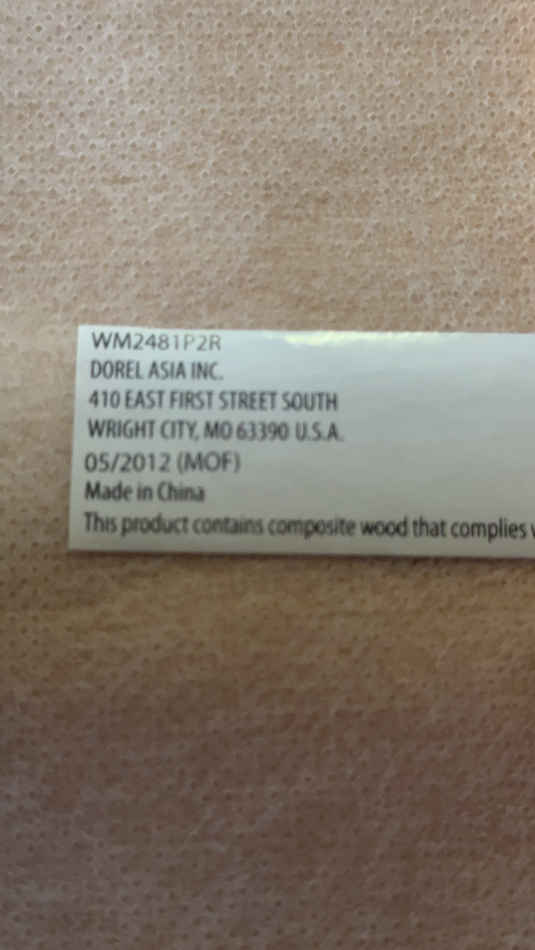 WM2481P2R
DOREL ASIA INC.
410 EAST FIRST STREET SOUTH
WRIGHT CITY, MO 63390 U.S.A.
05/2012 (MOF)
Made in China
This product contains composite wood that complies